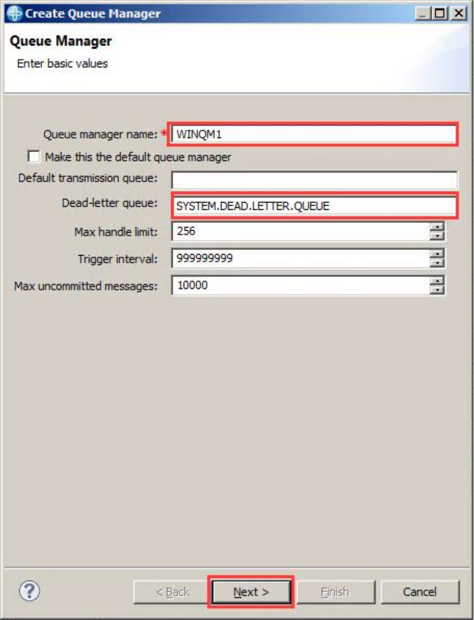 Create Queue Manager
Queue Manager
Enter basic values
Queue manager name: * WINQM1
Make this the default queue manager
Default transmission queue:
Dead-letter queue: SYSTEM.DEAD.LETTER.QUEUE
Max handle limit: 256
Trigger interval: 999999999
Max uncommitted messages: 10000
? < Back Next > Finish Cancel